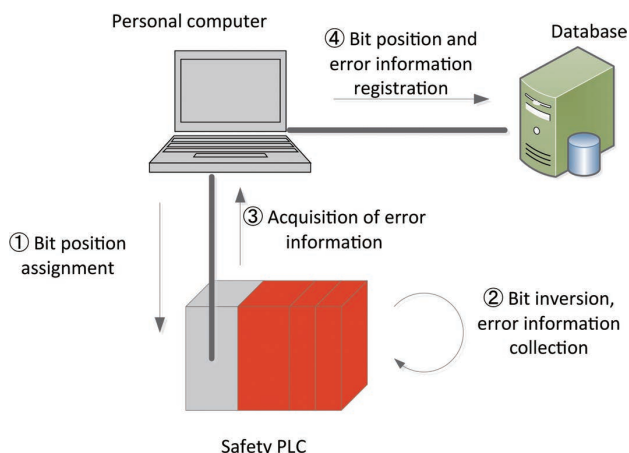 Personal computer
④ Bit position and
error information
registration
Database
① Bit position
assignment
③ Acquisition of error
information
② Bit inversion,
error information
collection
Safety PLC